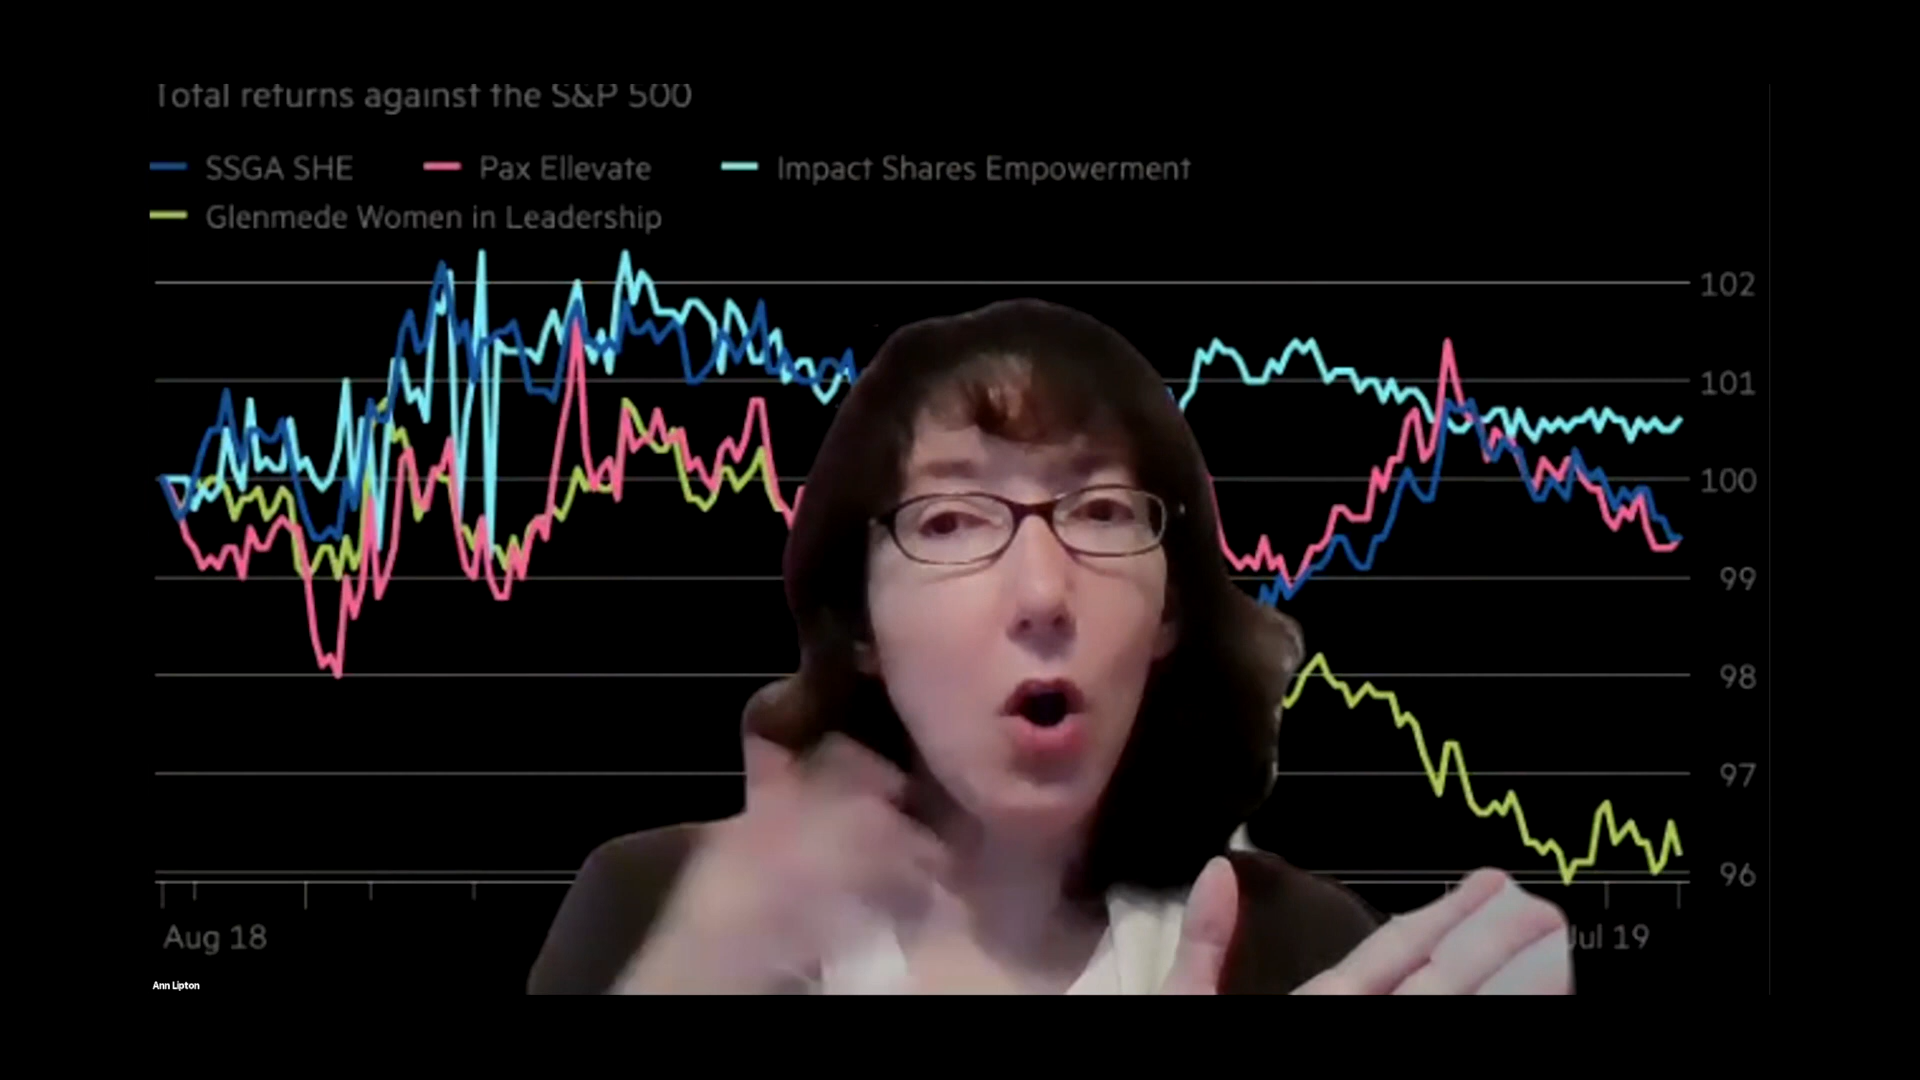 Total returns against the S&P 500
SSGA SHE Pax Ellevate Impact Shares Empowerment
Glenmede Women in Leadership
102
101
100
99
98
97
96
Aug 18 Jul 19
Ann Lipton